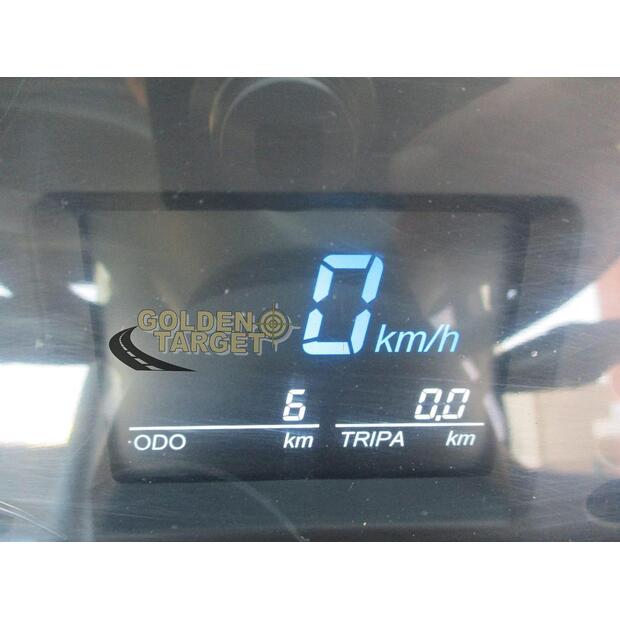 0 km/h
GOLDEN
TARGET
6 0.0
ODO km TRIPA km